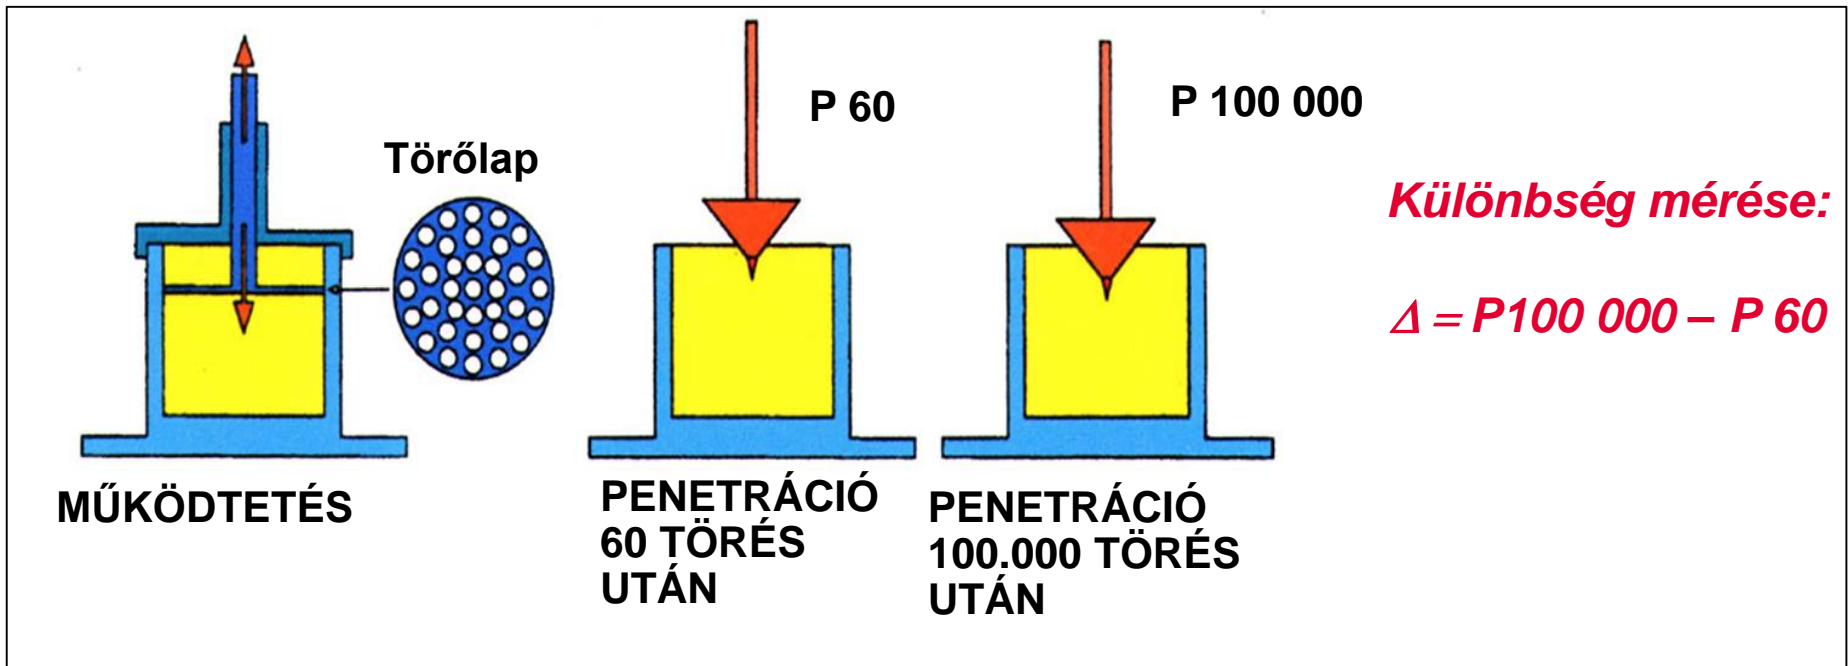 Törőlap
P 60
P 100 000
Különbség mérése:
Δ = P100 000 – P 60
MŰKÖDTETÉS
PENETRÁCIÓ
60 TÖRÉS
UTÁN
PENETRÁCIÓ
100.000 TÖRÉS
UTÁN